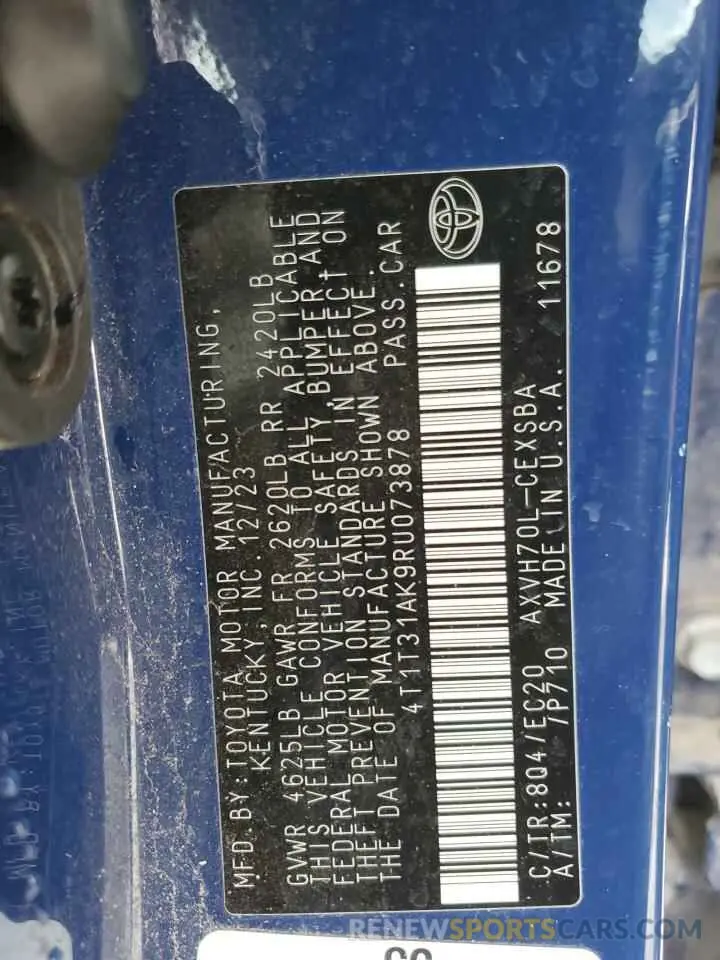 MFD. BY: TOYOTA MOTOR MANUFACTURING,
KENTUCKY, INC. 12/23
GVWR 4625LB GAWR FR 2620LB RR 2420LB
THIS VEHICLE CONFORMS TO ALL APPLICABLE
FEDERAL MOTOR VEHICLE SAFETY, BUMPER, AND
THEFT PREVENTION STANDARDS IN EFFECT ON
THE DATE OF MANUFACTURE SHOWN ABOVE.
4T1T31AK9RU073878 PASS. CAR
C/TR: 8Q4/EC20 AXVH70L-CEXSBA
A/TM: /P710 MADE IN U.S.A. 11678
RENEWSPORTSCARS.COM